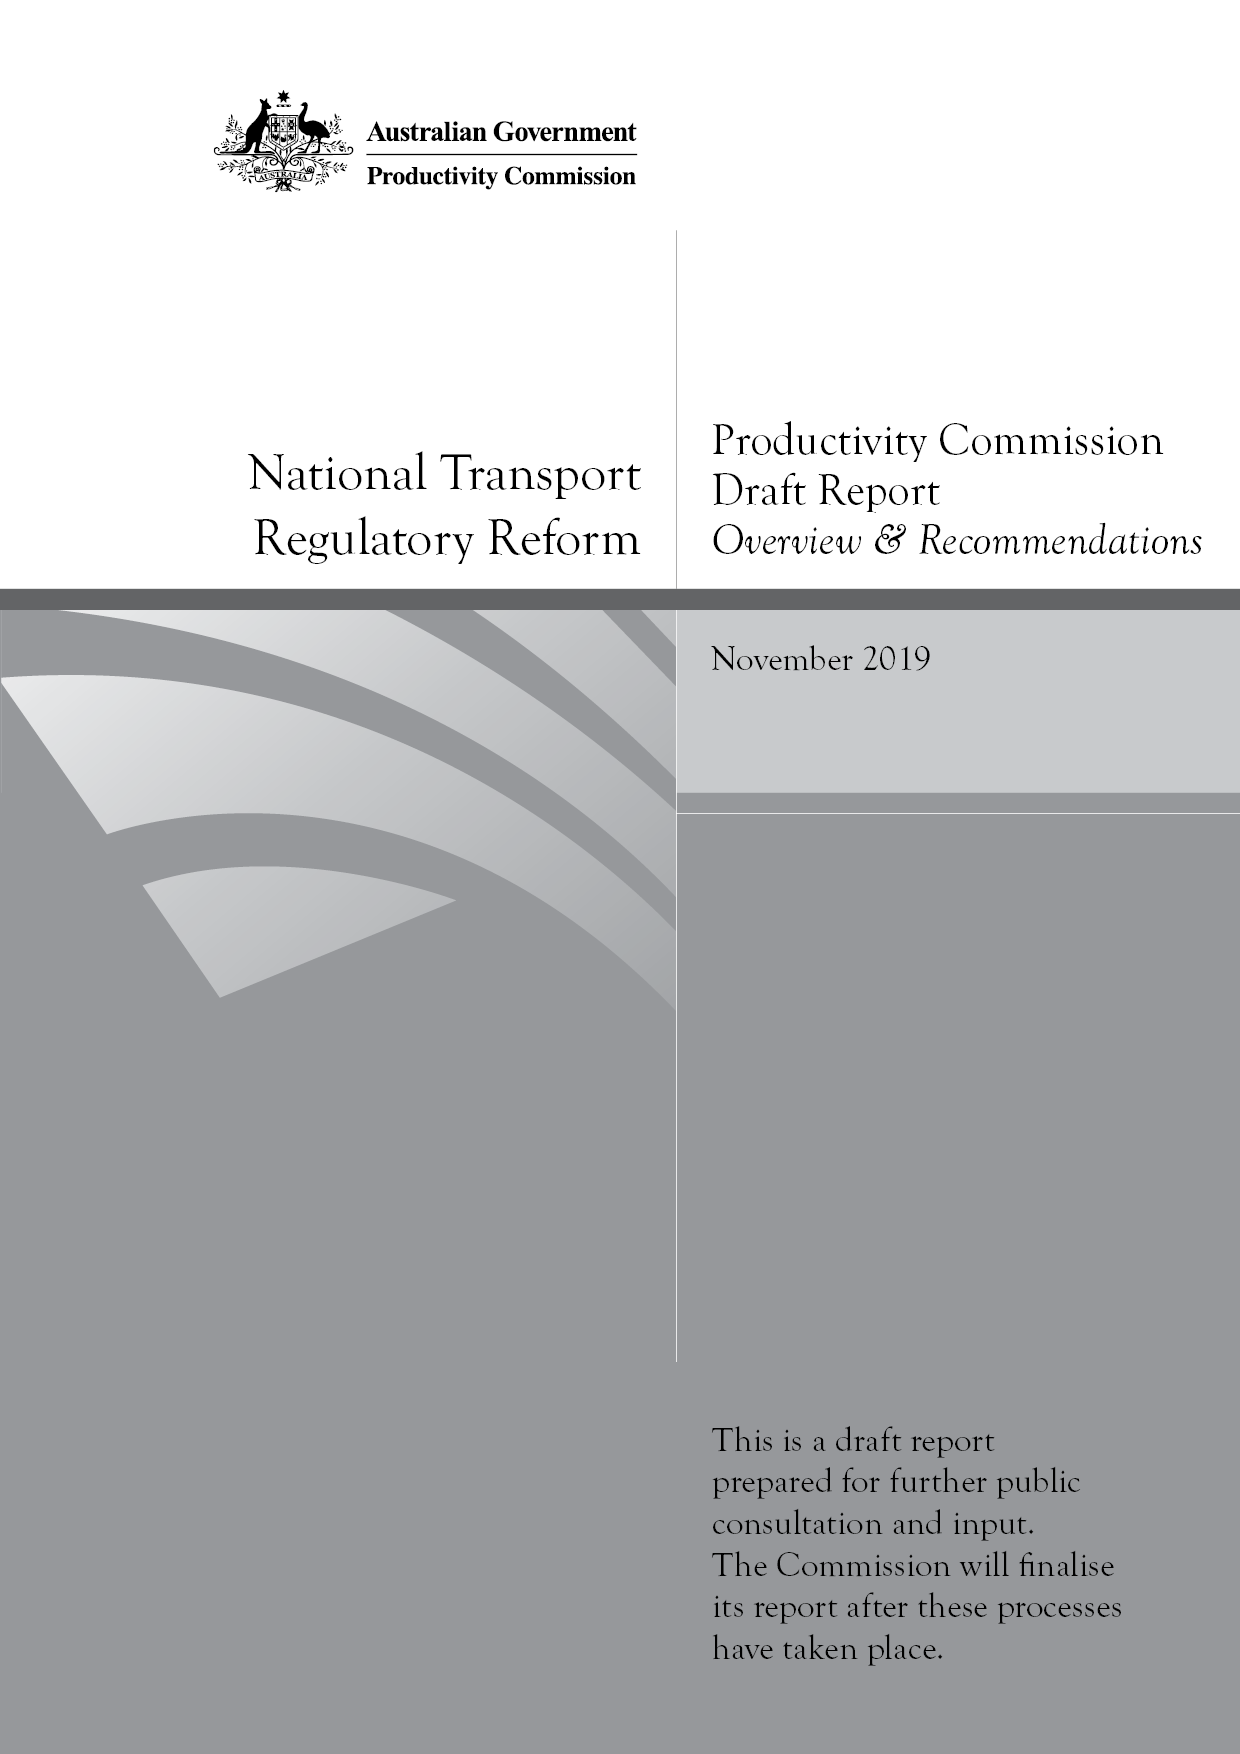 AUSTRALIA
Australian Government
Productivity Commission
National Transport
Regulatory Reform
Productivity Commission
Draft Report
Overview & Recommendations
November 2019
This is a draft report
prepared for further public
consultation and input.
The Commission will finalise
its report after these processes
have taken place.